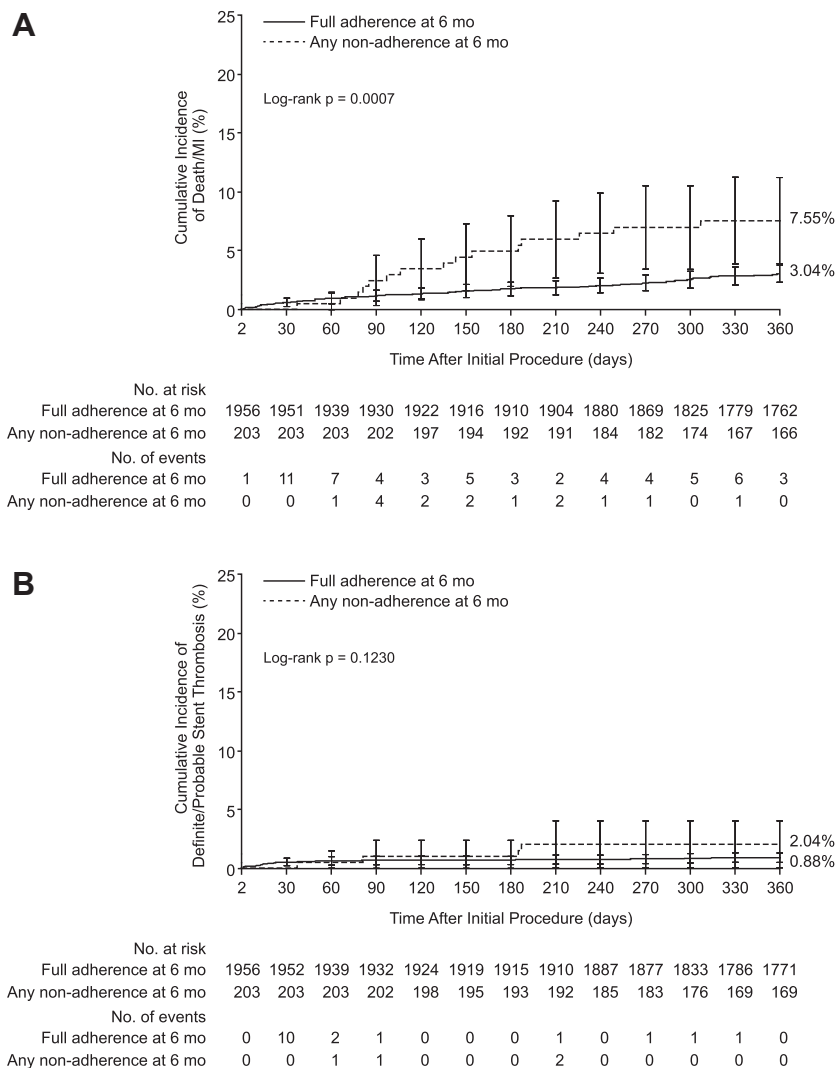 A
25
20
15
10
5
0
Cumulative Incidence
of Death/MI (%)
Full adherence at 6 mo
Any non-adherence at 6 mo
Log-rank p = 0.0007
7.55%
3.04%
2 30 60 90 120 150 180 210 240 270 300 330 360
Time After Initial Procedure (days)
No. at risk
Full adherence at 6 mo 1956 1951 1939 1930 1922 1916 1910 1904 1880 1869 1825 1779 1762
Any non-adherence at 6 mo 203 203 203 202 197 194 192 191 184 182 174 167 166
No. of events
Full adherence at 6 mo 1 11 7 4 3 5 3 2 4 4 5 6 3
Any non-adherence at 6 mo 0 0 1 4 2 2 1 2 1 1 0 1 0
B
25
20
15
10
5
0
Cumulative Incidence of
Definite/Probable Stent Thrombosis (%)
Full adherence at 6 mo
Any non-adherence at 6 mo
Log-rank p = 0.1230
2.04%
0.88%
2 30 60 90 120 150 180 210 240 270 300 330 360
Time After Initial Procedure (days)
No. at risk
Full adherence at 6 mo 1956 1952 1939 1932 1924 1919 1915 1910 1887 1877 1833 1786 1771
Any non-adherence at 6 mo 203 203 203 202 198 195 193 192 185 183 176 169 169
No. of events
Full adherence at 6 mo 0 10 2 1 0 0 0 1 0 1 1 1 0
Any non-adherence at 6 mo 0 0 1 1 0 0 0 2 0 0 0 0 0